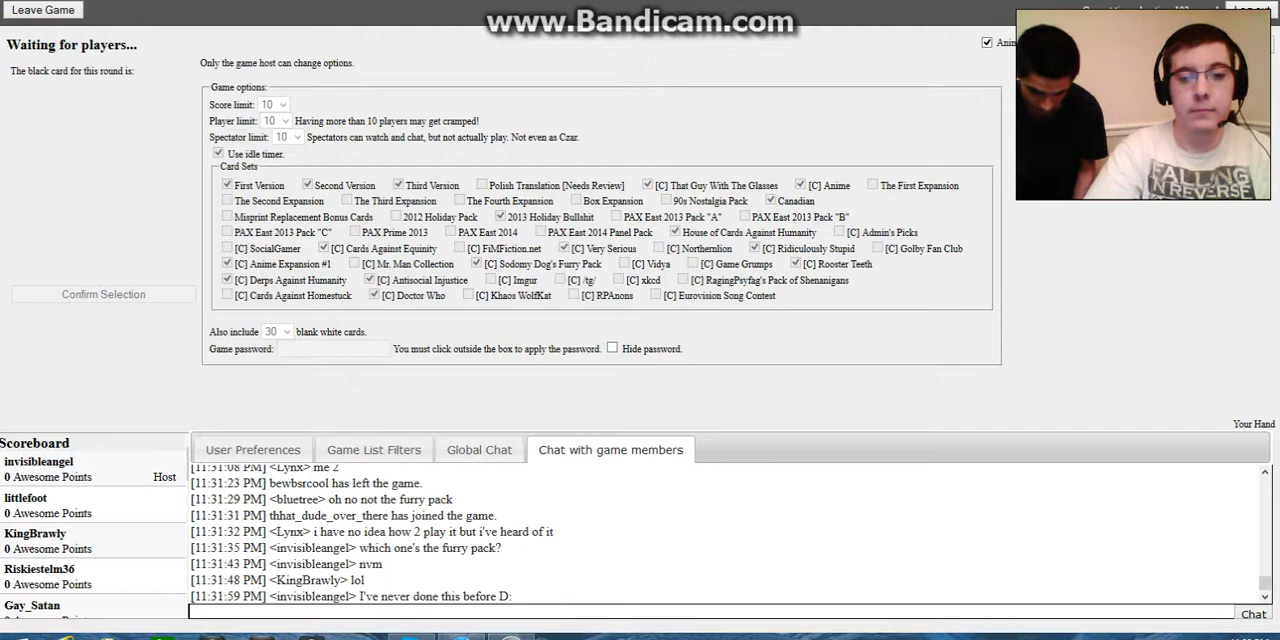 Leave Game
www.Bandicam.com
Waiting for players...
The black card for this round is:
Only the game host can change options.
Game options:
Score limit: 10
Player limit: 10 Having more than 10 players may get cramped!
Spectator limit: 10 Spectators can watch and chat, but not actually play. Not even as Czar.
Use idle timer.
Card Sets
First Version Second Version Third Version Polish Translation [Needs Review] [C] That Guy With The Glasses [C] Anime The First Expansion
The Second Expansion The Third Expansion The Fourth Expansion Box Expansion 90s Nostalgia Pack Canadian
Misprint Replacement Bonus Cards 2012 Holiday Pack 2013 Holiday Bullshit PAX East 2013 Pack "A" PAX East 2013 Pack "B"
PAX East 2013 Pack "C" PAX Prime 2013 PAX East 2014 PAX East 2014 Panel Pack House of Cards Against Humanity [C] Admin's Picks
[C] SocialGamer [C] Cards Against Equinity [C] FiMFiction.net [C] Very Serious [C] Northernlion [C] Ridiculously Stupid [C] Golby Fan Club
[C] Anime Expansion #1 [C] Mr. Man Collection [C] Sodomy Dog's Furry Pack [C] Vidya [C] Game Grumps [C] Rooster Teeth
[C] Derps Against Humanity [C] Antisocial Injustice [C] Imgur [C] /tg/ [C] xkcd [C] RagingPsyfag's Pack of Shenanigans
[C] Cards Against Homestuck [C] Doctor Who [C] Khaos WolfKat [C] RPAnons [C] Eurovision Song Contest
Confirm Selection
Also include 30 blank white cards.
Game password: You must click outside the box to apply the password. Hide password.
FALLING
IN REVERSE
Your Hand
Scoreboard
invisibleangel
0 Awesome Points Host
littlefoot
0 Awesome Points
KingBrawly
0 Awesome Points
Riskiestelm36
0 Awesome Points
Gay_Satan
User Preferences Game List Filters Global Chat Chat with game members
[11:31:08 PM] <Lynx> me 2
[11:31:23 PM] bewbsrcool has left the game.
[11:31:29 PM] <bluetree> oh no not the furry pack
[11:31:31 PM] thhat_dude_over_there has joined the game.
[11:31:32 PM] <Lynx> i have no idea how 2 play it but i've heard of it
[11:31:35 PM] <invisibleangel> which one's the furry pack?
[11:31:43 PM] <invisibleangel> nvm
[11:31:48 PM] <KingBrawly> lol
[11:31:59 PM] <invisibleangel> I've never done this before D:
Chat